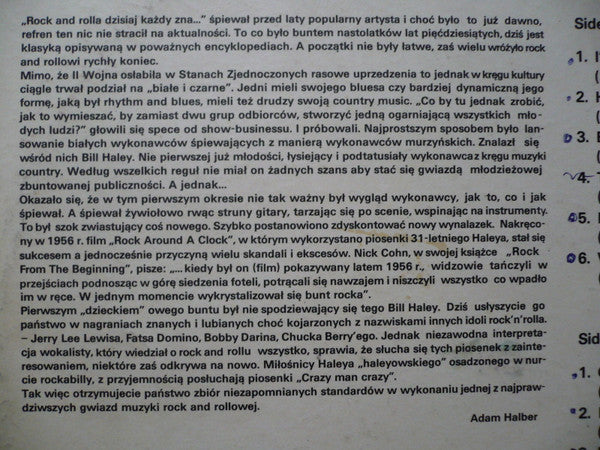 „Rock and rolla dzisiaj każdy zna...” śpiewał przed laty popularny artysta i choć było to już dawno,
refren ten nic nie stracił na aktualności. To co było buntem nastolatków lat pięćdziesiątych, dziś jest
klasyką opisywaną w poważnych encyklopediach. A początki nie były łatwe, zaś wielu wróżyło rock
and rollowi rychły koniec.
Mimo, że II Wojna osłabiła w Stanach Zjednoczonych rasowe uprzedzenia to jednak w kręgu kultury
ciągle trwał podział na „białe i czarne”. Jedni mieli swojego bluesa czy bardziej dynamiczną jego
formę, jaką był rhythm and blues, mieli też drudzy swoją country music. „Co by tu jednak zrobić,
jak to wymieszać, by zamiast dwu grup odbiorców, stworzyć jedną ogarniającą wszystkich mło-
dych ludzi?” głowili się spece od show-businessu. I próbowali. Najprostszym sposobem było lan-
sowanie białych wykonawców śpiewających z manierą wykonawców murzyńskich. Znalazł się
wśród nich Bill Haley. Nie pierwszej już młodości, łysiejący i podtatusiały wykonawca z kręgu muzyki
country. Według wszelkich reguł nie miał on żadnych szans aby stać się gwiazdą młodzieżowej
zbuntowanej publiczności. A jednak...
Okazało się, że w tym pierwszym okresie nie tak ważny był wygląd wykonawcy, jak to, co i jak
śpiewał. A śpiewał żywiołowo rwąc struny gitary, tarzając się po scenie, wspinając na instrumenty.
To był szok zwiastujący coś nowego. Szybko postanowiono zdyskontować nowy wynalazek. Nakręco-
ny w 1956 r. film „Rock Around A Clock”, w którym wykorzystano piosenki 31-letniego Haleya, stał się
sukcesem a jednocześnie przyczyną wielu skandali i ekscesów. Nick Cohn, w swojej książce „Rock
From The Beginning”, pisze: „... kiedy był on (film) pokazywany latem 1956 r., widzowie tańczyli w
przejściach podnosząc w górę siedzenia foteli, potrącali się nawzajem i niszczyli wszystko co wpadło
im w ręce. W jednym momencie wykrystalizował się bunt rocka”.
Pierwszym „dzieckiem” owego buntu był nie spodziewający się tego Bill Haley. Dziś usłyszycie go
państwo w nagraniach znanych i lubianych choć kojarzonych z nazwiskami innych idoli rock'n'rolla.
– Jerry Lee Lewisa, Fatsa Domino, Bobby Darina, Chucka Berry'ego. Jednak niezawodna interpreta-
cja wokalisty, który wiedział o rock and rollu wszystko, sprawia, że słucha się tych piosenek z zainte-
resowaniem, niektóre zaś odkrywa na nowo. Miłośnicy Haleya „haleyowskiego” osadzonego w nur-
cie rockabilly, z przyjemnością posłuchają piosenki „Crazy man crazy”.
Tak więc otrzymujecie państwo zbiór niezapomnianych standardów w wykonaniu jednej z najpraw-
dziwszych gwiazd muzyki rock and rollowej.
Adam Halber
Side
1. I
(
2. H
(
3. E
(
4. T
(
5. I
(
6. V
(
Sid
1. (
(
2. I